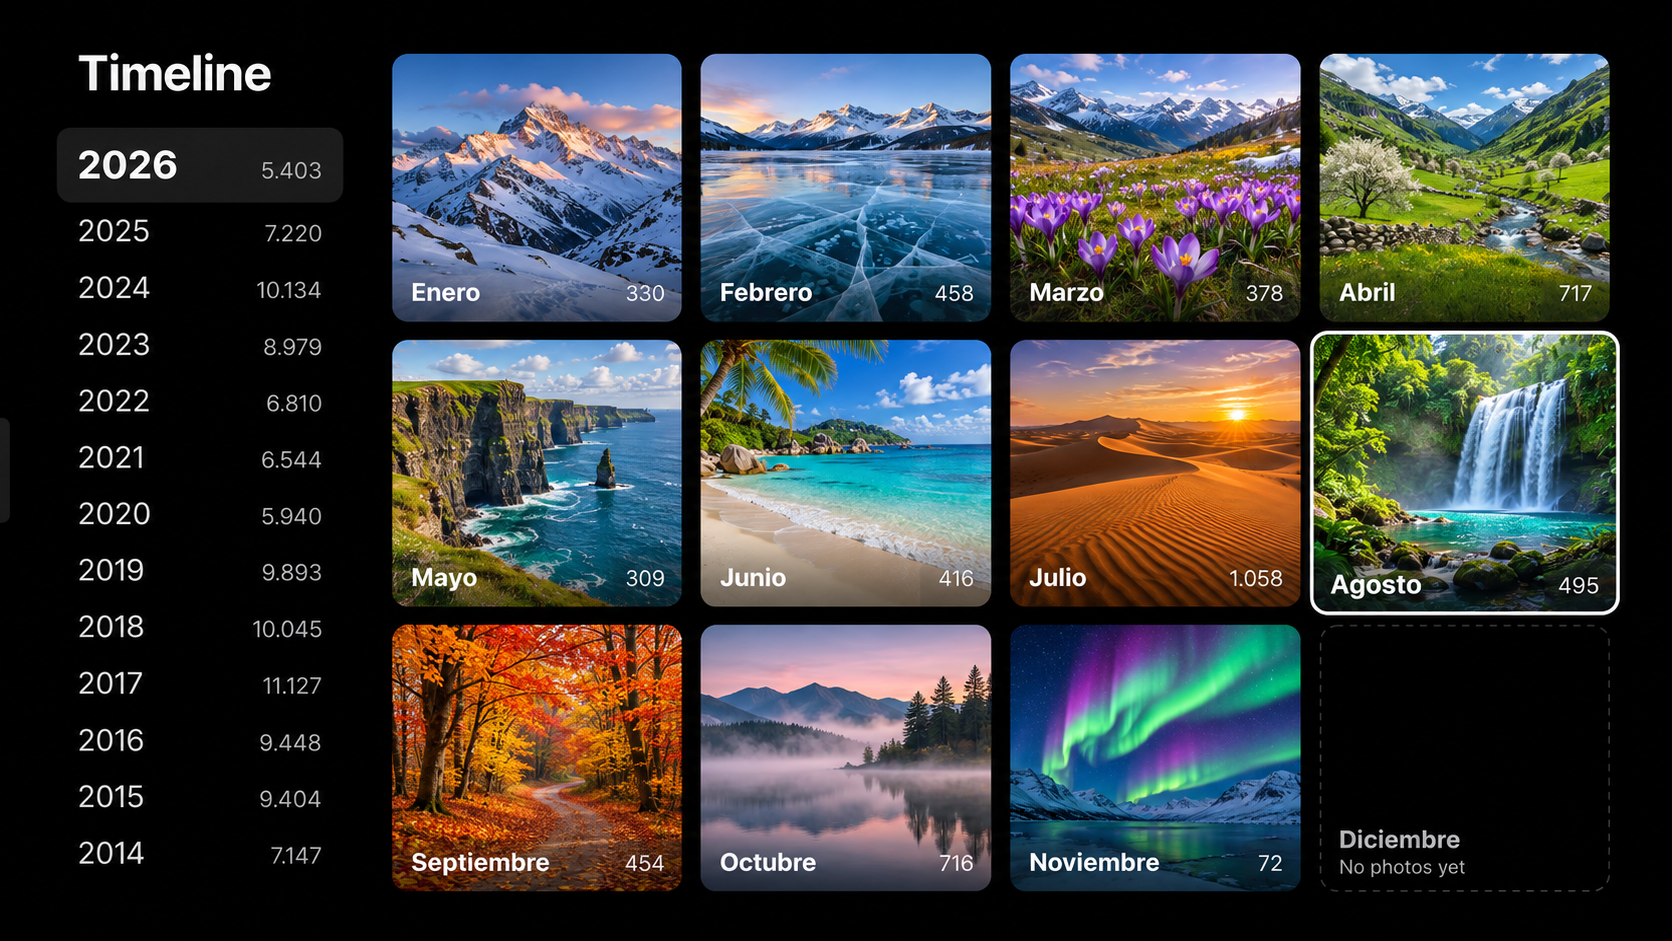 Timeline
2026 5.403
2025 7.220
2024 10.134
2023 8.979
2022 6.810
2021 6.544
2020 5.940
2019 9.893
2018 10.045
2017 11.127
2016 9.448
2015 9.404
2014 7.147
Enero 330
Febrero 458
Marzo 378
Abril 717
Mayo 309
Junio 416
Julio 1.058
Agosto 495
Septiembre 454
Octubre 716
Noviembre 72
Diciembre
No photos yet